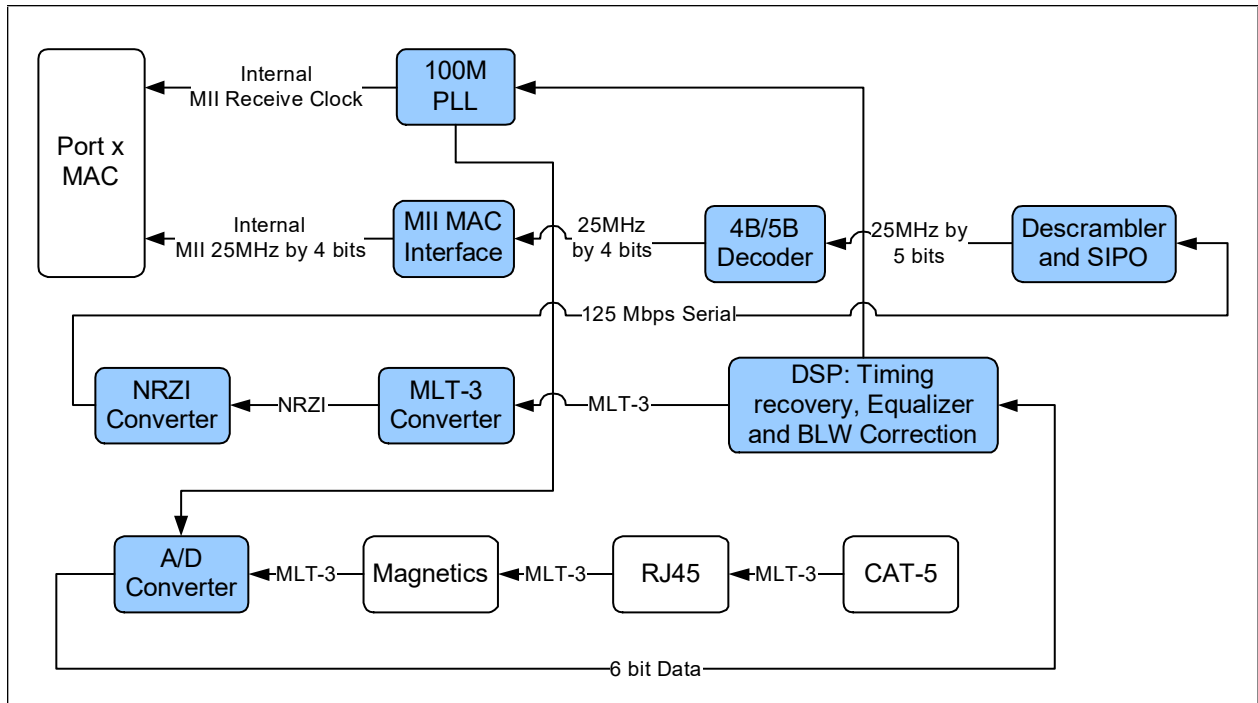 Internal
MII Receive Clock
100M
PLL
Port x
MAC
Internal
MII 25MHz by 4 bits
MII MAC
Interface
25MHz
by 4 bits
4B/5B
Decoder
25MHz by
5 bits
Descrambler
and SIPO
125 Mbps Serial
NRZI
Converter
NRZI
MLT-3
Converter
MLT-3
DSP: Timing
recovery, Equalizer
and BLW Correction
A/D
Converter
MLT-3
Magnetics
MLT-3
RJ45
MLT-3
CAT-5
6 bit Data